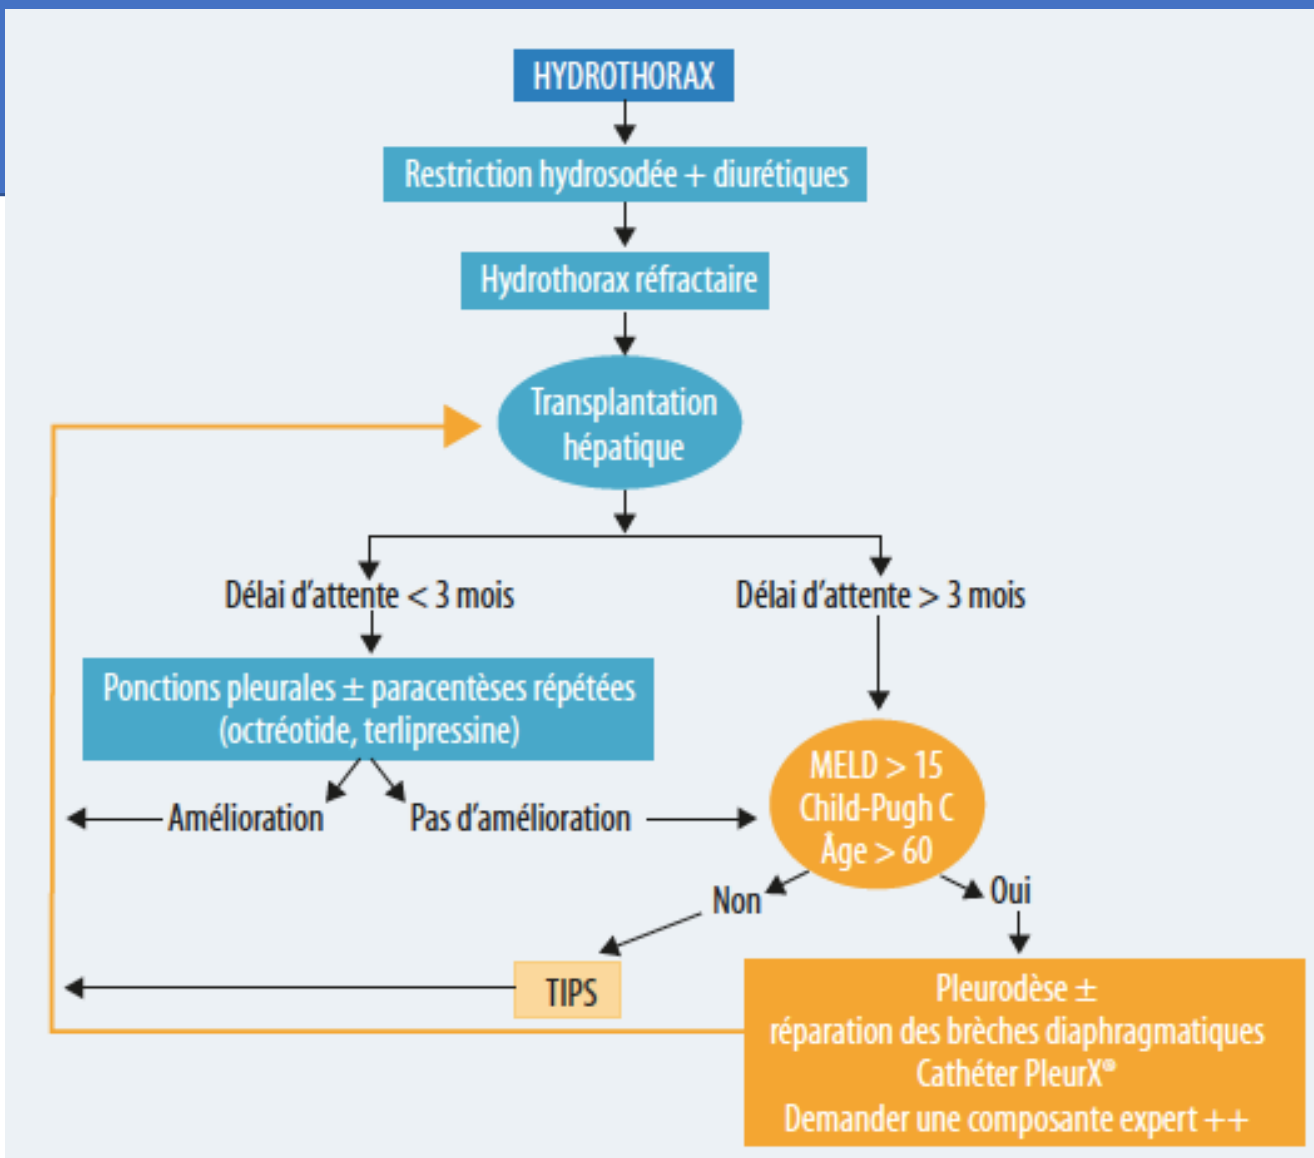 HYDROTHORAX
Restriction hydrosodée + diurétiques
Hydrothorax réfractaire
Transplantation
hépatique
Délai d'attente < 3 mois
Délai d'attente > 3 mois
Ponctions pleurales ± paracentèses répétées
(octréotide, terlipressine)
Amélioration
Pas d'amélioration
MELD > 15
Child-Pugh C
Âge > 60
Non
Oui
TIPS
Pleurodèse ±
réparation des brèches diaphragmatiques
Cathéter PleurX®
Demander une composante expert ++